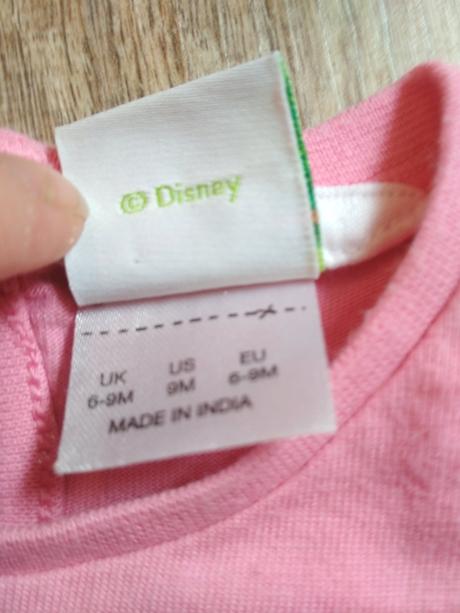 © Disney
UK US EU
6-9M 9M 6-9M
MADE IN INDIA